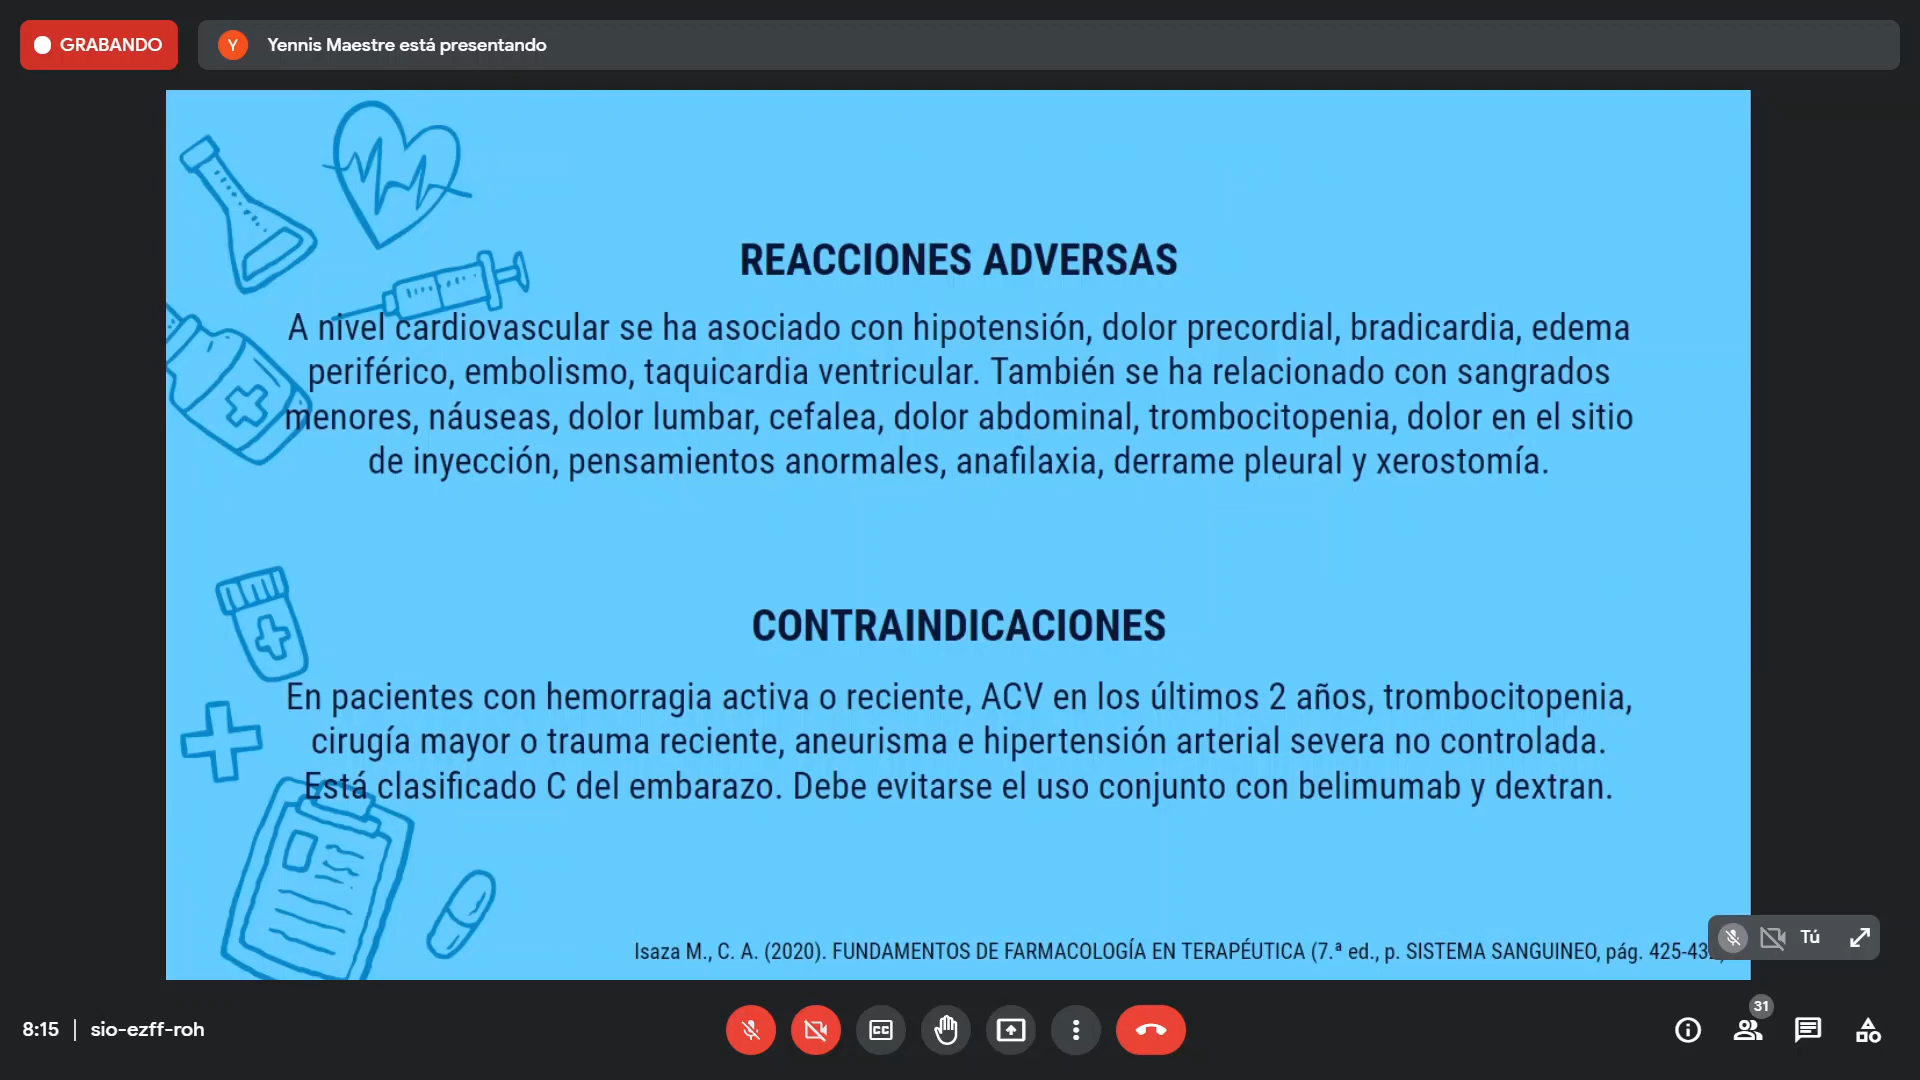 GRABANDO
Y
Yennis Maestre está presentando
REACCIONES ADVERSAS
A nivel cardiovascular se ha asociado con hipotensión, dolor precordial, bradicardia, edema
periférico, embolismo, taquicardia ventricular. También se ha relacionado con sangrados
menores, náuseas, dolor lumbar, cefalea, dolor abdominal, trombocitopenia, dolor en el sitio
de inyección, pensamientos anormales, anafilaxia, derrame pleural y xerostomía.
CONTRAINDICACIONES
En pacientes con hemorragia activa o reciente, ACV en los últimos 2 años, trombocitopenia,
cirugía mayor o trauma reciente, aneurisma e hipertensión arterial severa no controlada.
Está clasificado C del embarazo. Debe evitarse el uso conjunto con belimumab y dextran.
Isaza M., C. A. (2020). FUNDAMENTOS DE FARMACOLOGÍA EN TERAPÉUTICA (7.ª ed., p. SISTEMA SANGUINEO, pág.
Tú
8:15 | sio-ezff-roh
CC
31